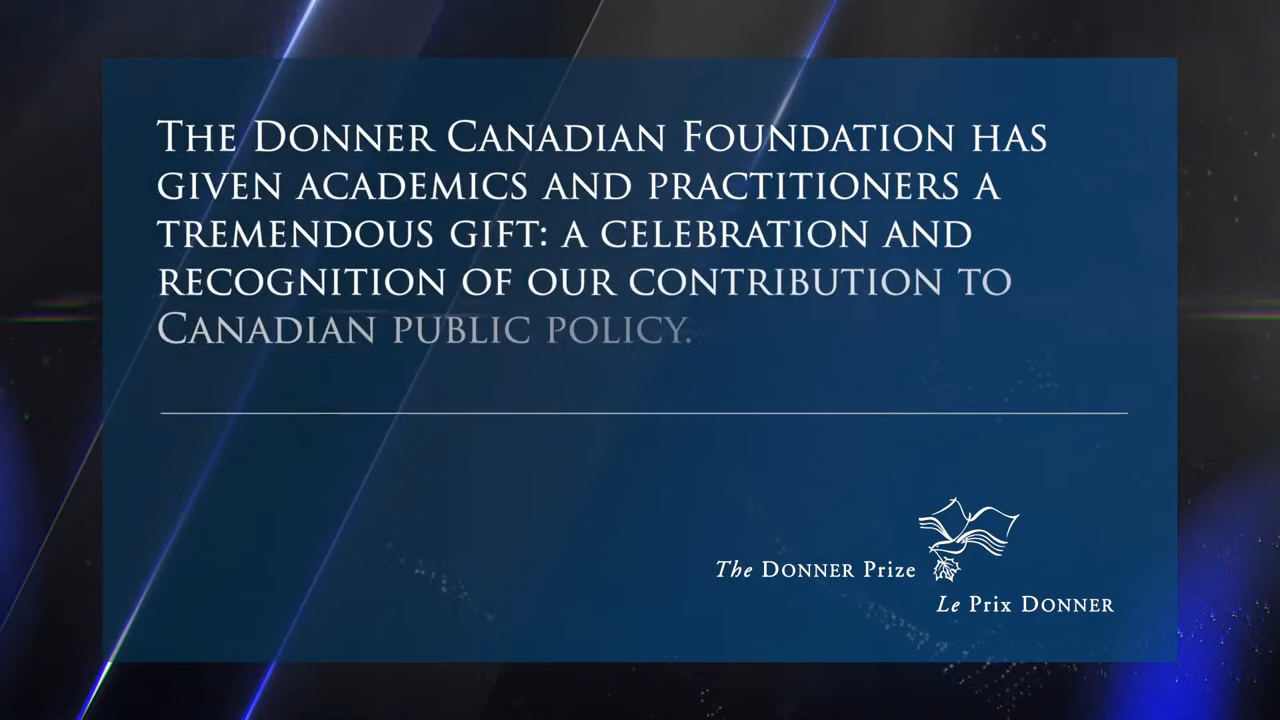 The Donner Canadian Foundation has
given academics and practitioners a
tremendous gift: a celebration and
recognition of our contribution to
Canadian public policy.
The DONNER Prize
Le Prix DONNER